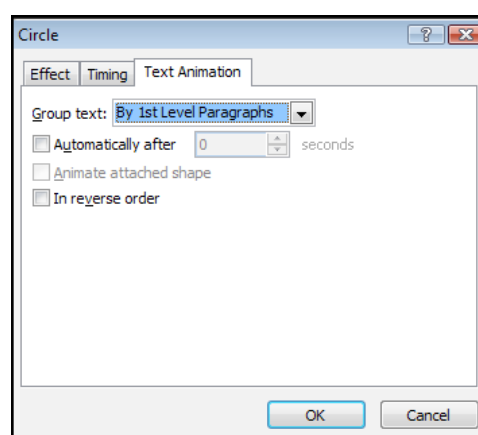 Circle
Effect Timing Text Animation
Group text: By 1st Level Paragraphs
Automatically after 0 seconds
Animate attached shape
In reverse order
OK Cancel